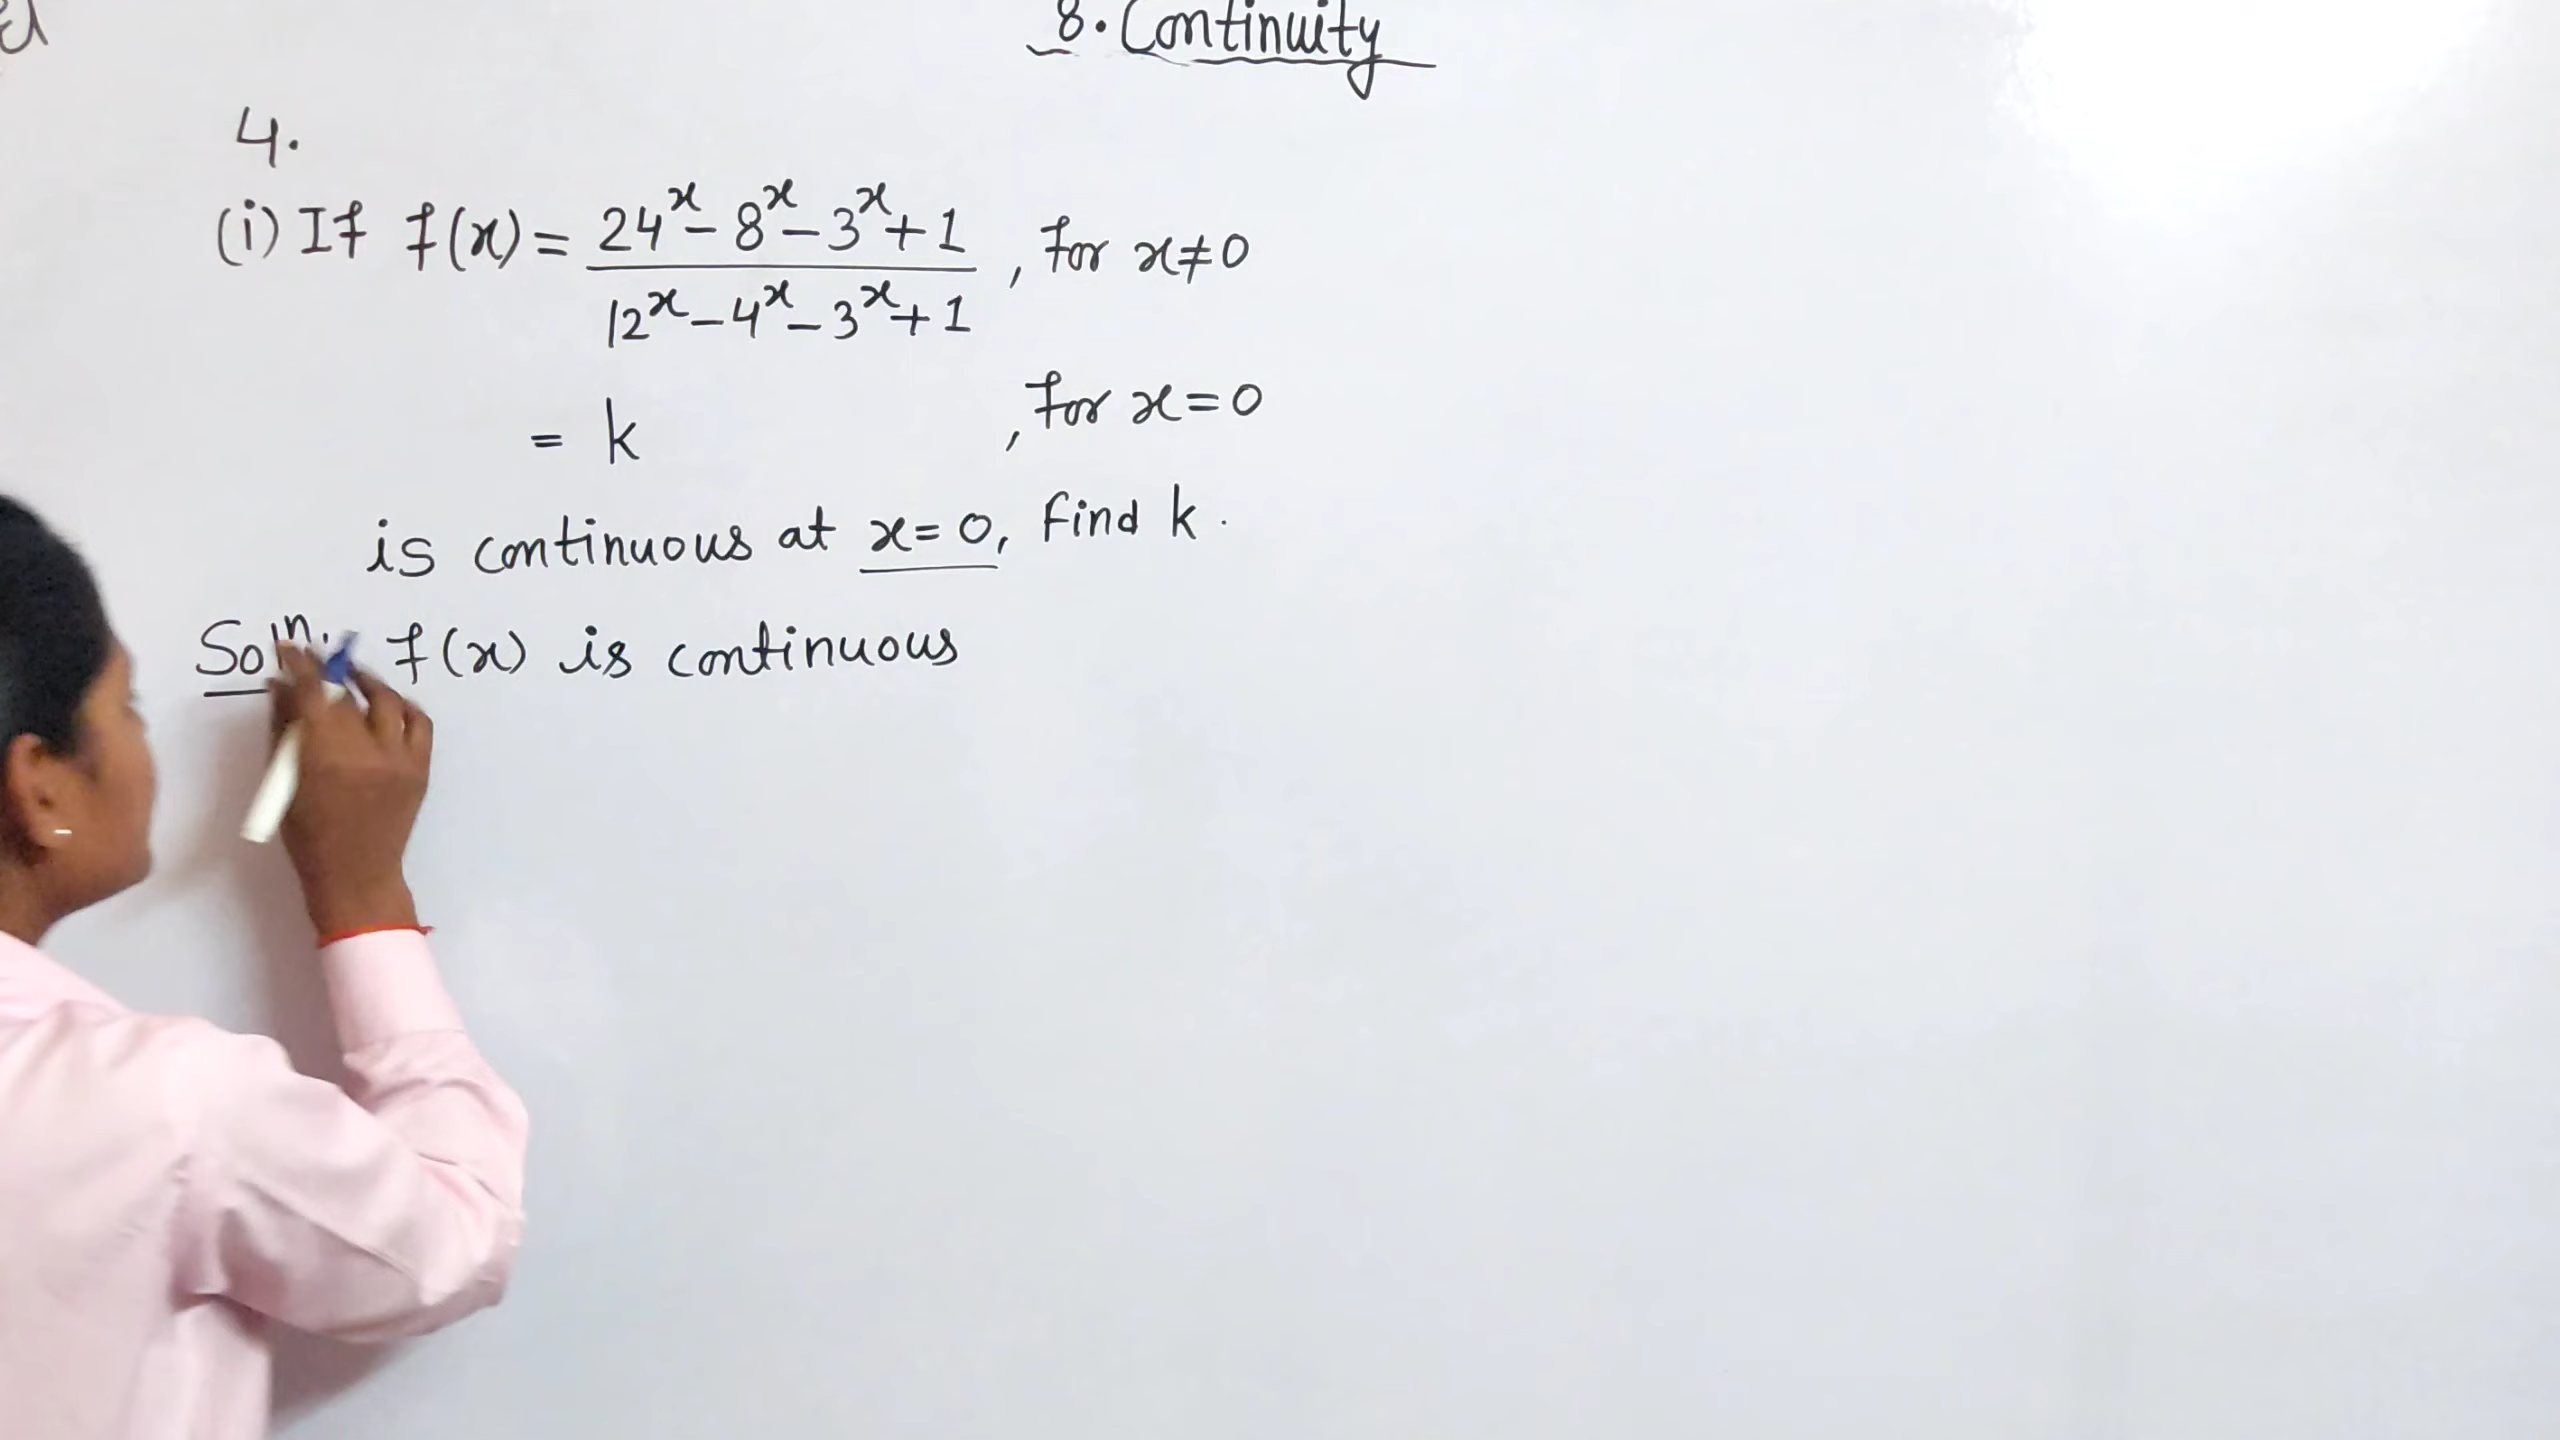 8. Continuity
4.
(i) If f(x) = (24^x - 8^x - 3^x + 1) / (12^x - 4^x - 3^x + 1) , for x≠0
= k , for x=0
is continuous at x=0, Find k.
Solⁿ. f(x) is continuous